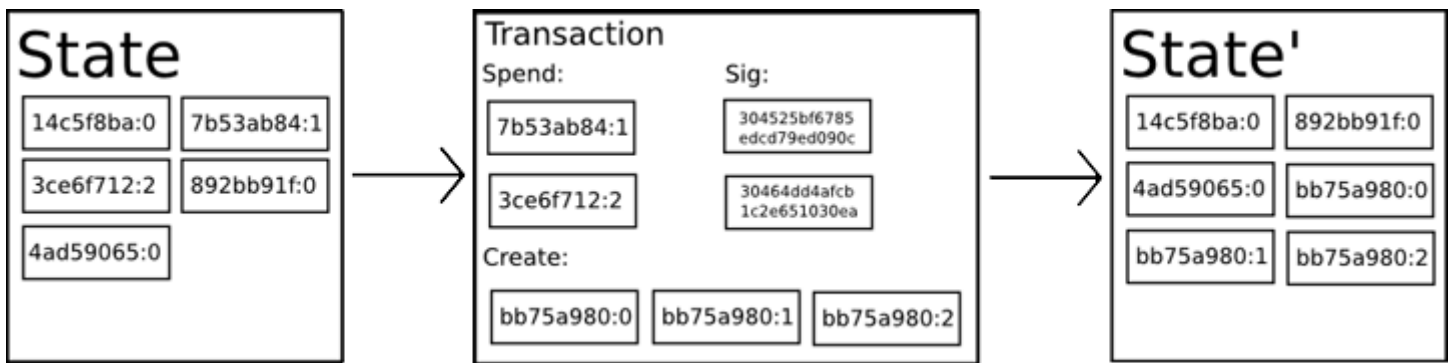 State
14c5f8ba:0 7b53ab84:1
3ce6f712:2 892bb91f:0
4ad59065:0
Transaction
Spend: Sig:
7b53ab84:1
304525bf6785
edcd79ed090c
3ce6f712:2
30464dd4afcb
1c2e651030ea
Create:
bb75a980:0 bb75a980:1 bb75a980:2
State'
14c5f8ba:0 892bb91f:0
4ad59065:0 bb75a980:0
bb75a980:1 bb75a980:2